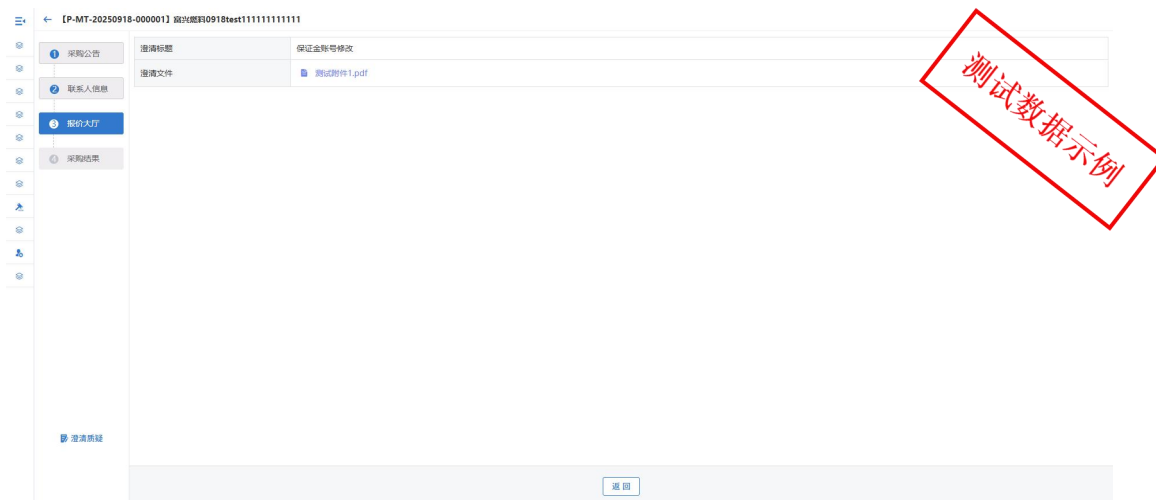 【P-MT-20250918-000001】富兴燃料0918test111111111111
1 采购公告
2 联系人信息
3 报价大厅
4 采购结果
澄清标题 保证金账号修改
澄清文件 测试附件1.pdf
测试数据示例
澄清质疑
返回